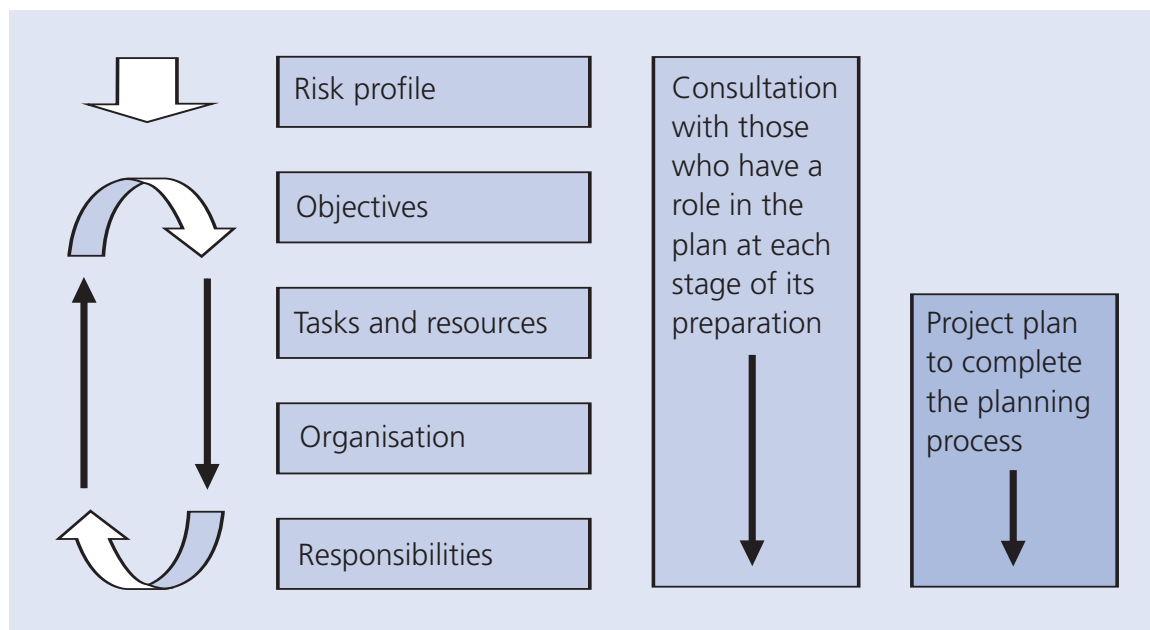 Risk profile
Objectives
Tasks and resources
Organisation
Responsibilities
Consultation
with those
who have a
role in the
plan at each
stage of its
preparation
Project plan
to complete
the planning
process